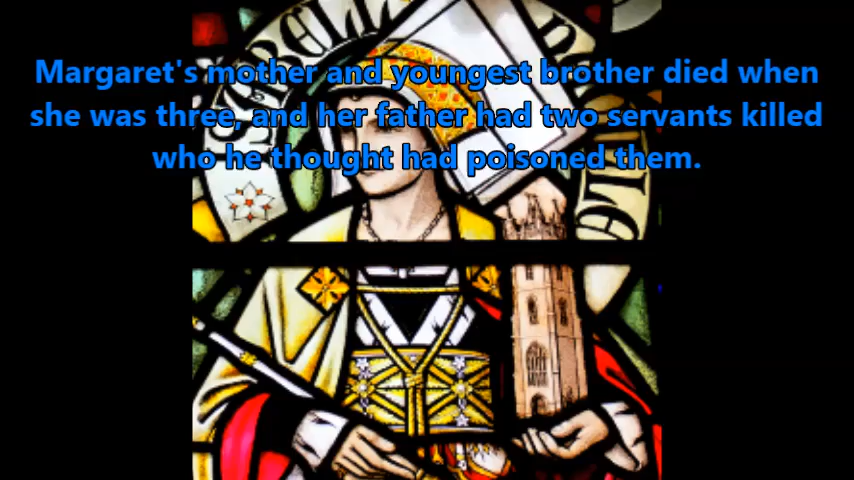 Margaret's mother and youngest brother died when
she was three, and her father had two servants killed
who he thought had poisoned them.